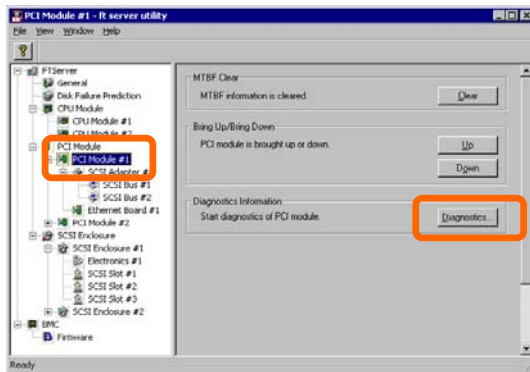 PCI Module #1 - ft server utility
File View Window Help
FTServer
General
Disk Failure Prediction
CPU Module
CPU Module #1
CPU Module #2
PCI Module
PCI Module #1
SCSI Adapter #
SCSI Bus #1
SCSI Bus #2
Ethernet Board #1
PCI Module #2
SCSI Enclosure
SCSI Enclosure #1
Electronics #1
SCSI Slot #1
SCSI Slot #2
SCSI Slot #3
SCSI Enclosure #2
BMC
Firmware
MTBF Clear
MTBF information is cleared.
Clear
Bring Up/Bring Down
PCI module is brought up or down.
Up
Down
Diagnostics Information
Start diagnostics of PCI module.
Diagnostics...
Ready